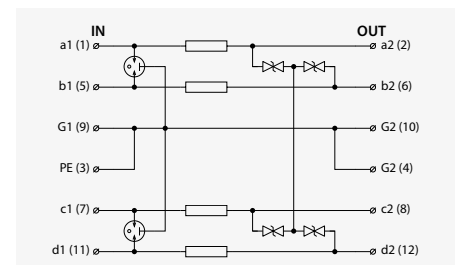 IN OUT
a1 (1) a2 (2)
b1 (5) b2 (6)
G1 (9) G2 (10)
PE (3) G2 (4)
c1 (7) c2 (8)
d1 (11) d2 (12)